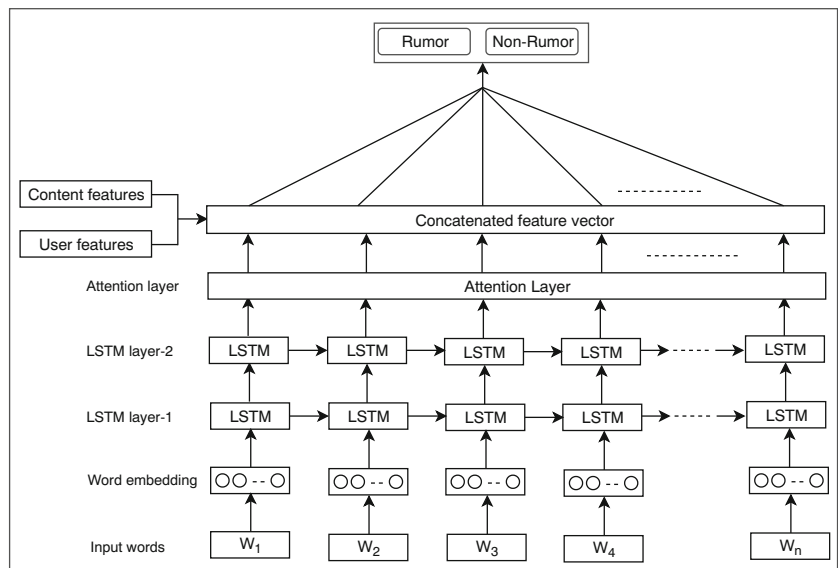 Rumor Non-Rumor
Content features
Concatenated feature vector
User features
Attention layer Attention Layer
LSTM layer-2 LSTM LSTM LSTM LSTM LSTM
LSTM layer-1 LSTM LSTM LSTM LSTM LSTM
Word embedding
Input words W1 W2 W3 W4 Wn